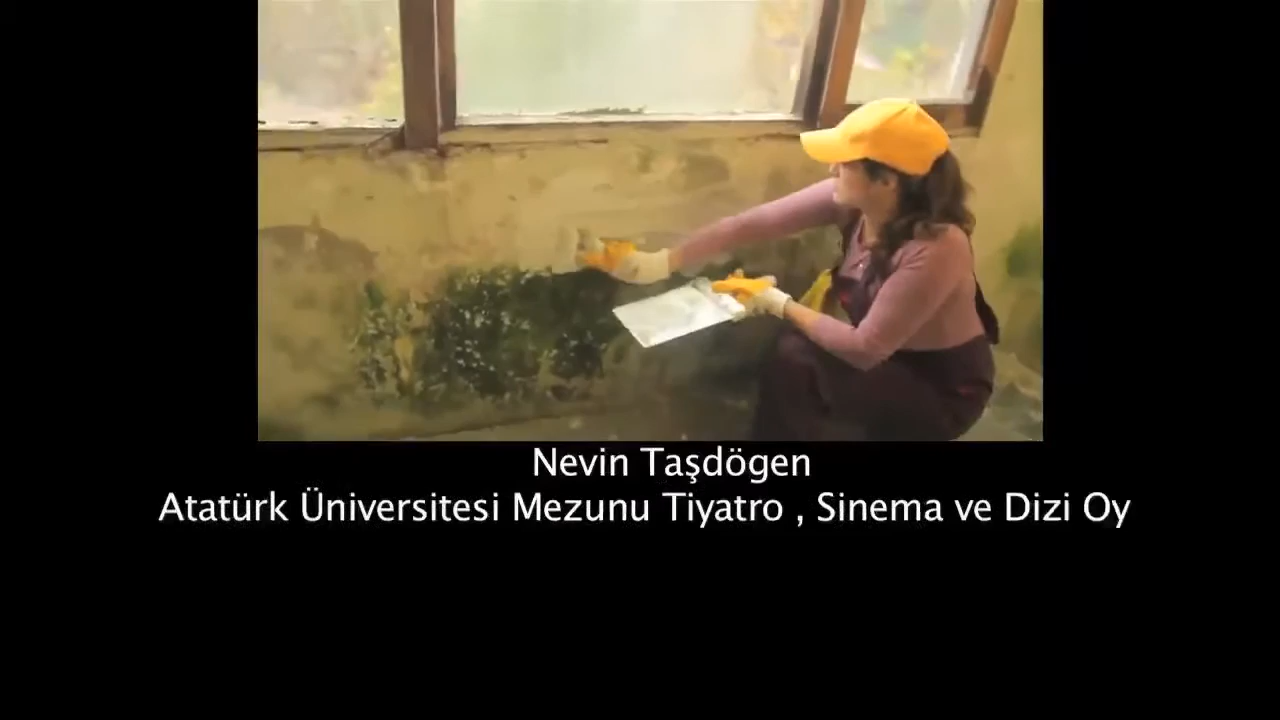 Nevin Taşdögen
Atatürk Üniversitesi Mezunu Tiyatro , Sinema ve Dizi Oy